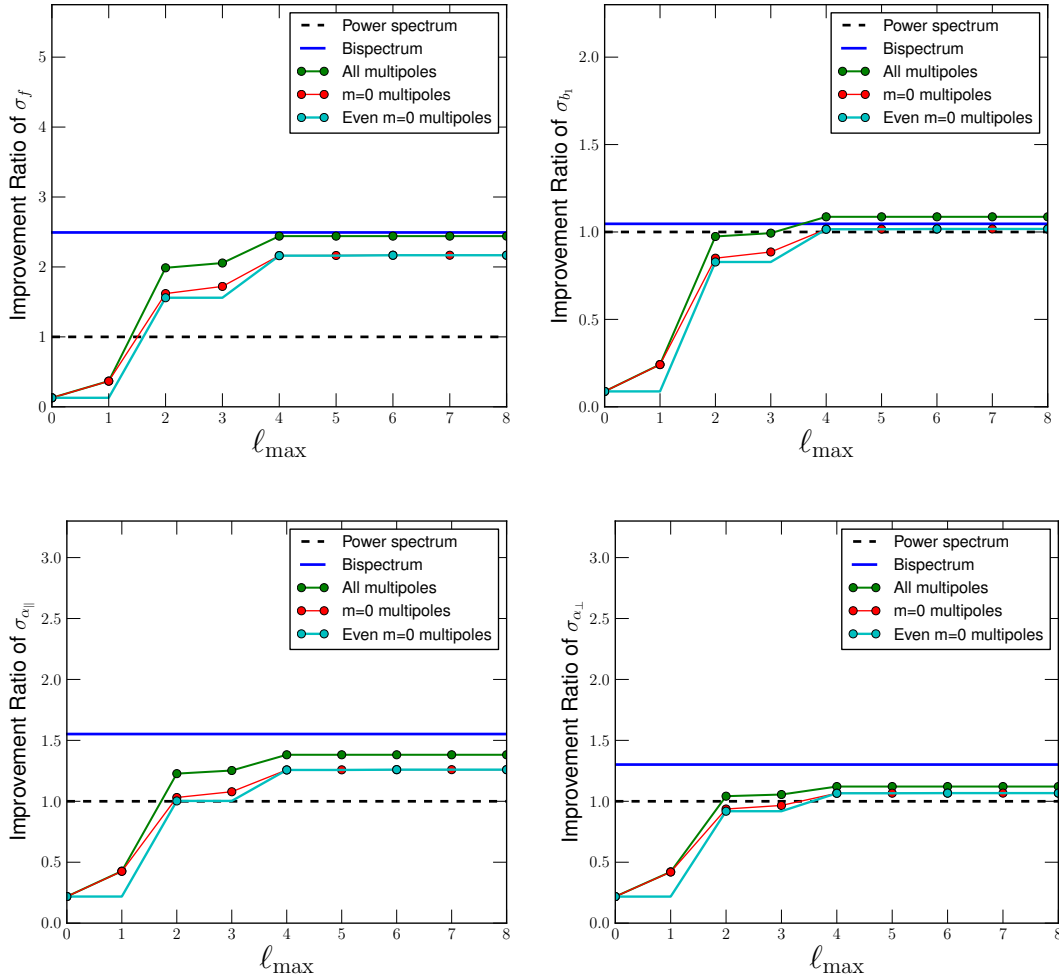 Improvement Ratio of σ_f
5
4
3
2
1
0
0 1 2 3 4 5 6 7 8
ℓmax
Power spectrum
Bispectrum
All multipoles
m=0 multipoles
Even m=0 multipoles
Improvement Ratio of σ_b₁
2.0
1.5
1.0
0.5
0.0
0 1 2 3 4 5 6 7 8
ℓmax
Power spectrum
Bispectrum
All multipoles
m=0 multipoles
Even m=0 multipoles
Improvement Ratio of σ_α∥
3.0
2.5
2.0
1.5
1.0
0.5
0.0
0 1 2 3 4 5 6 7 8
ℓmax
Power spectrum
Bispectrum
All multipoles
m=0 multipoles
Even m=0 multipoles
Improvement Ratio of σ_α⊥
3.0
2.5
2.0
1.5
1.0
0.5
0.0
0 1 2 3 4 5 6 7 8
ℓmax
Power spectrum
Bispectrum
All multipoles
m=0 multipoles
Even m=0 multipoles